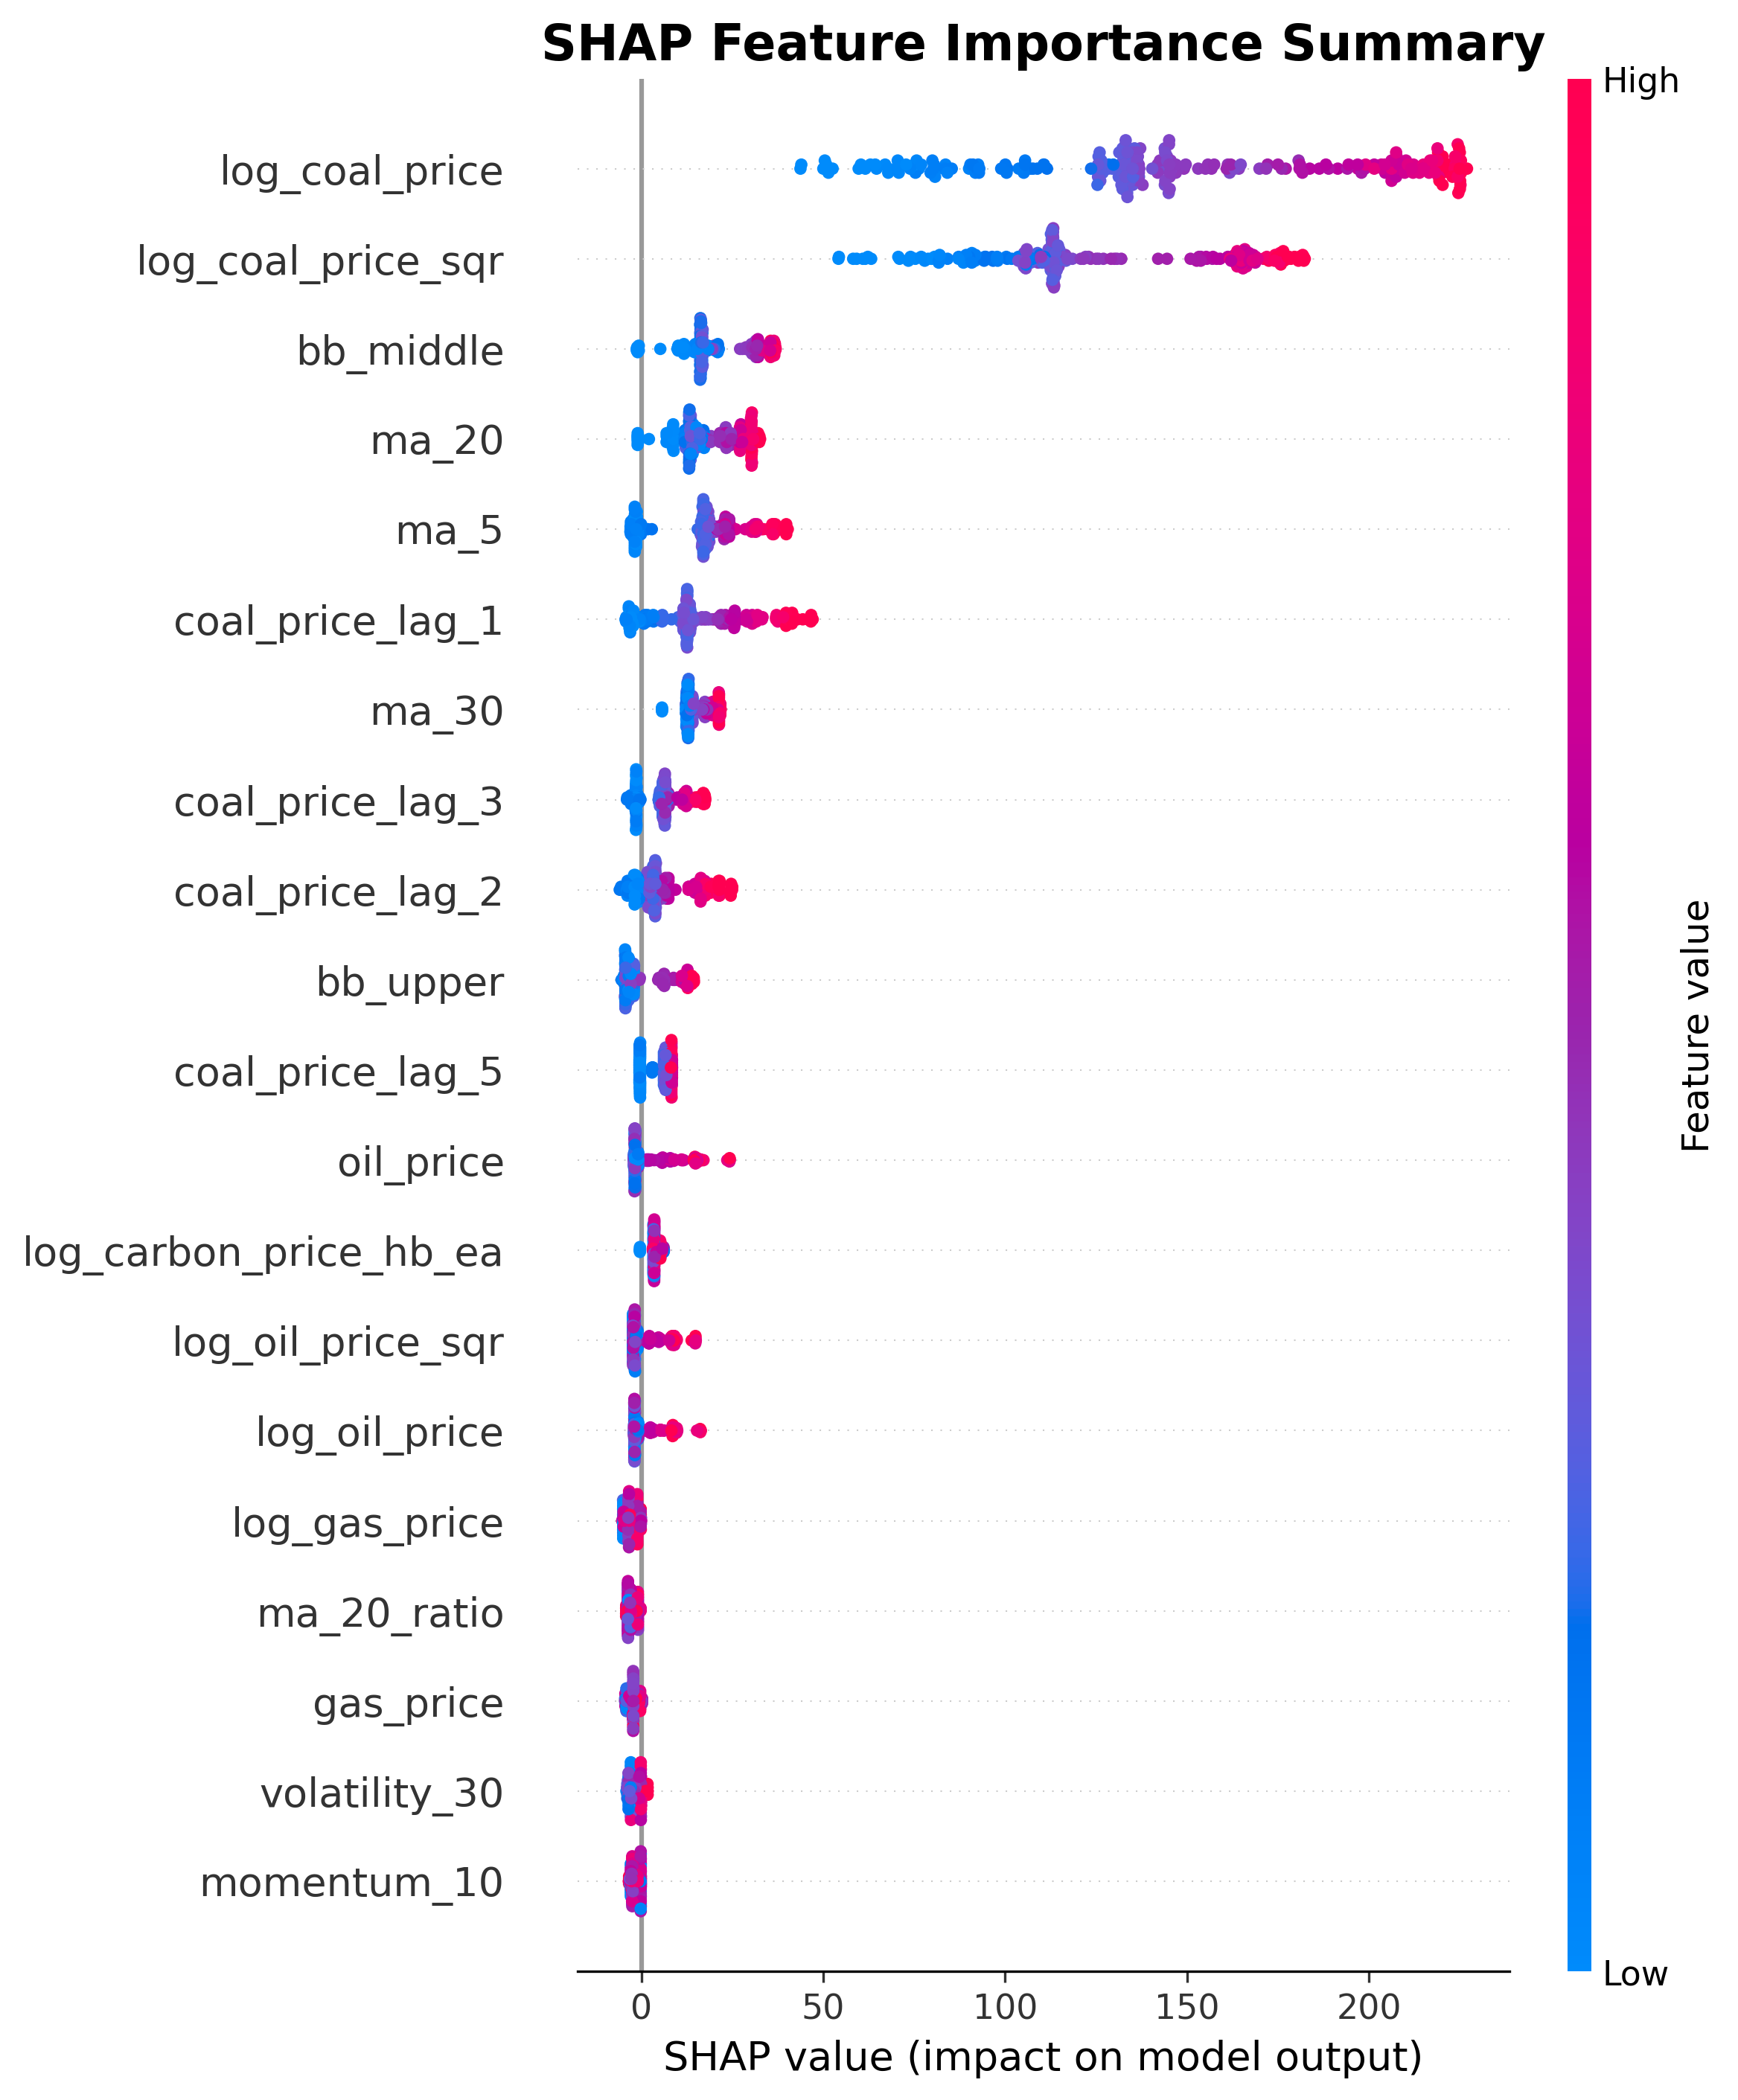 SHAP Feature Importance Summary
High
log_coal_price
log_coal_price_sqr
bb_middle
ma_20
ma_5
coal_price_lag_1
ma_30
coal_price_lag_3
coal_price_lag_2
bb_upper
coal_price_lag_5
oil_price
log_carbon_price_hb_ea
log_oil_price_sqr
log_oil_price
log_gas_price
ma_20_ratio
gas_price
volatility_30
momentum_10
Feature value
Low
0 50 100 150 200
SHAP value (impact on model output)